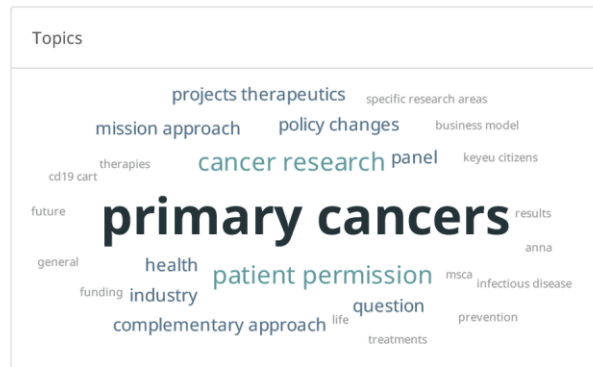 Topics
projects therapeutics
specific research areas
mission approach
policy changes
business model
therapies
cancer research
panel
keyeu citizens
cd19 cart
future
primary cancers
results
anna
general
health
patient permission
msca
infectious disease
funding
industry
question
complementary approach
life
prevention
treatments